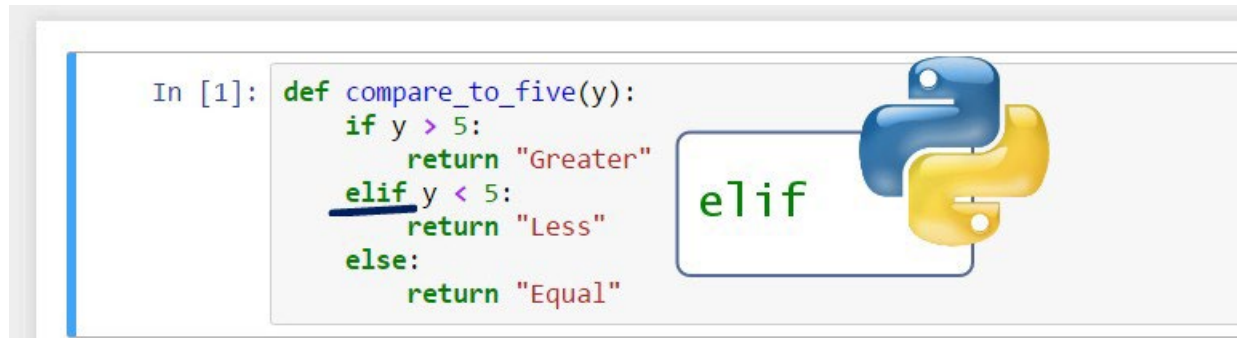 In [1]: def compare_to_five(y):
    if y > 5:
        return "Greater"
    elif y < 5:
        return "Less"
    else:
        return "Equal"
elif